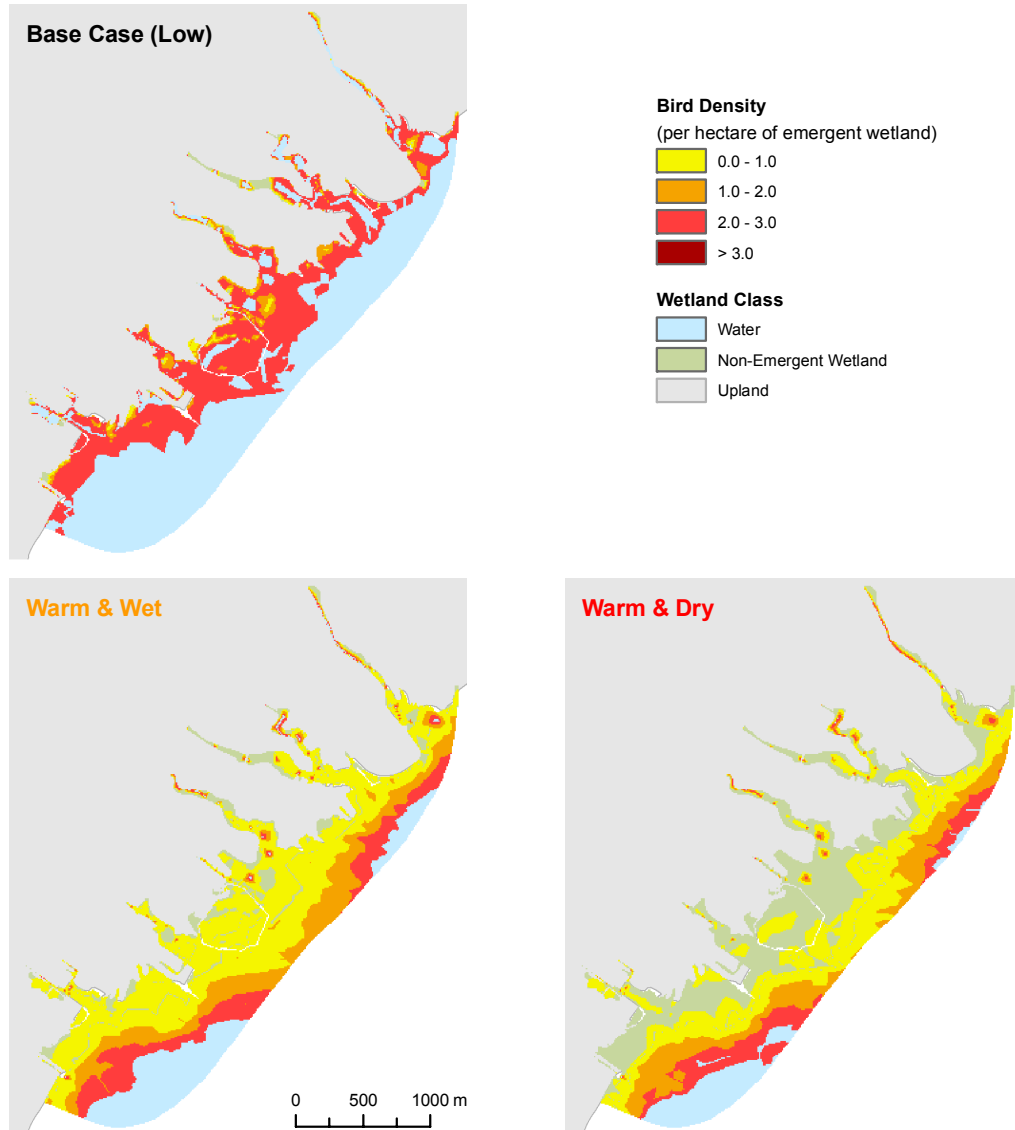 Base Case (Low)
Bird Density
(per hectare of emergent wetland)
0.0 - 1.0
1.0 - 2.0
2.0 - 3.0
> 3.0
Wetland Class
Water
Non-Emergent Wetland
Upland
Warm & Wet
Warm & Dry
0 500 1000 m